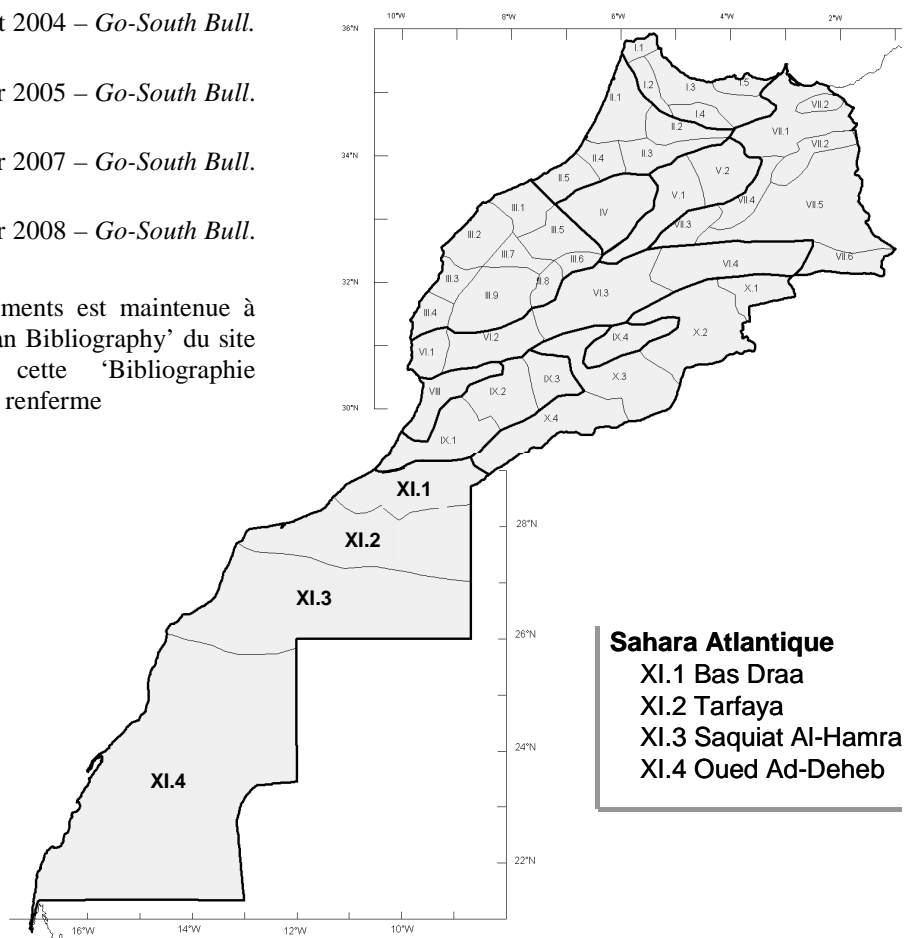 t 2004 – Go-South Bull.
r 2005 – Go-South Bull.
r 2007 – Go-South Bull.
r 2008 – Go-South Bull.
ments est maintenue à
an Bibliography’ du site
cette ‘Bibliographie
renferme
10°W 8°W 6°W 4°W 2°W
36°N
34°N
32°N
30°N
I.1
I.2
I.3
I.5
I.4
II.1
II.2
VII.2
VII.1
II.4
II.3
VII.2
II.5
V.2
V.1
VII.4
III.1
IV
VII.5
III.2
III.5
VII.3
III.7
III.6
VII.6
III.3
III.8
VI.4
X.1
III.9
VI.3
III.4
VI.2
IX.4
X.2
VI.1
IX.3
X.3
VIII
IX.2
X.4
IX.1
XI.1
XI.2
XI.3
XI.4
28°N
26°N
24°N
22°N
16°W 14°W 12°W 10°W
Sahara Atlantique
XI.1 Bas Draa
XI.2 Tarfaya
XI.3 Saquiat Al-Hamra
XI.4 Oued Ad-Deheb